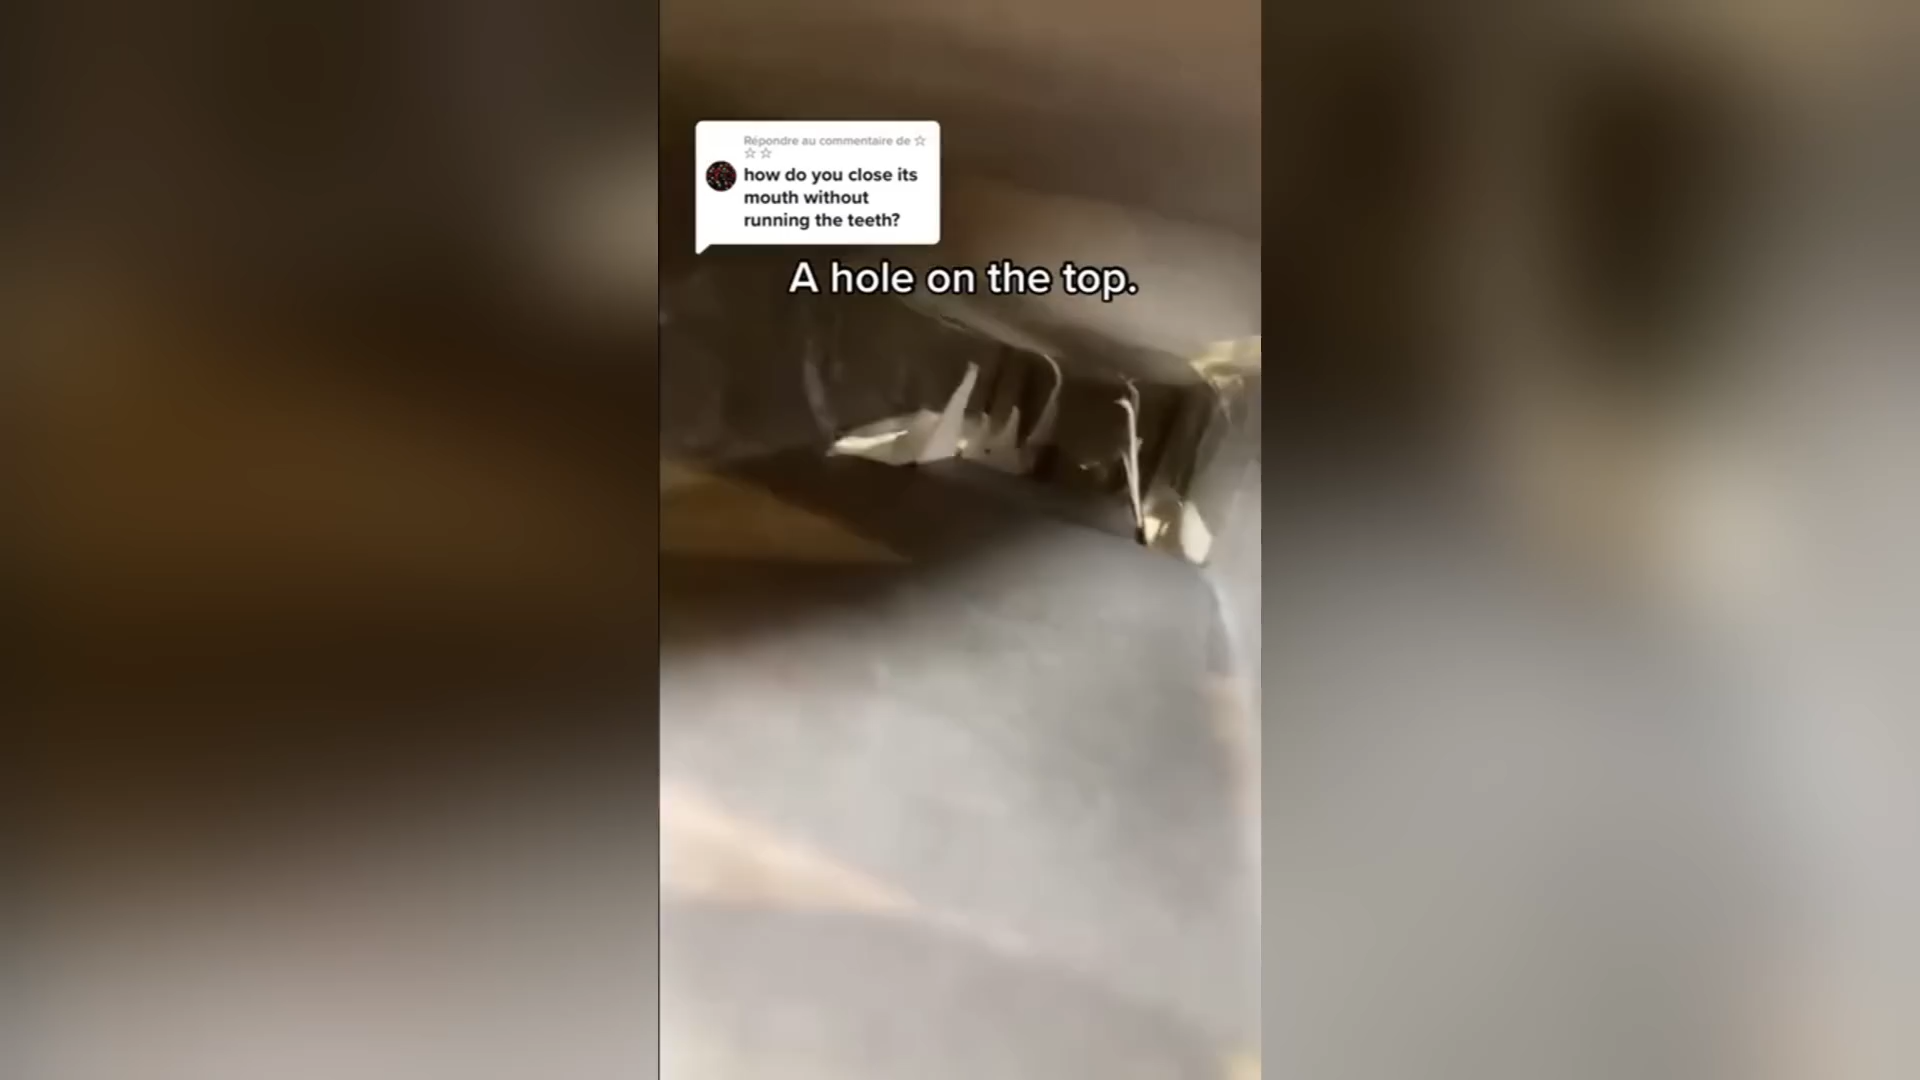 Répondre au commentaire de ☆
☆ ☆
how do you close its
mouth without
running the teeth?
A hole on the top.